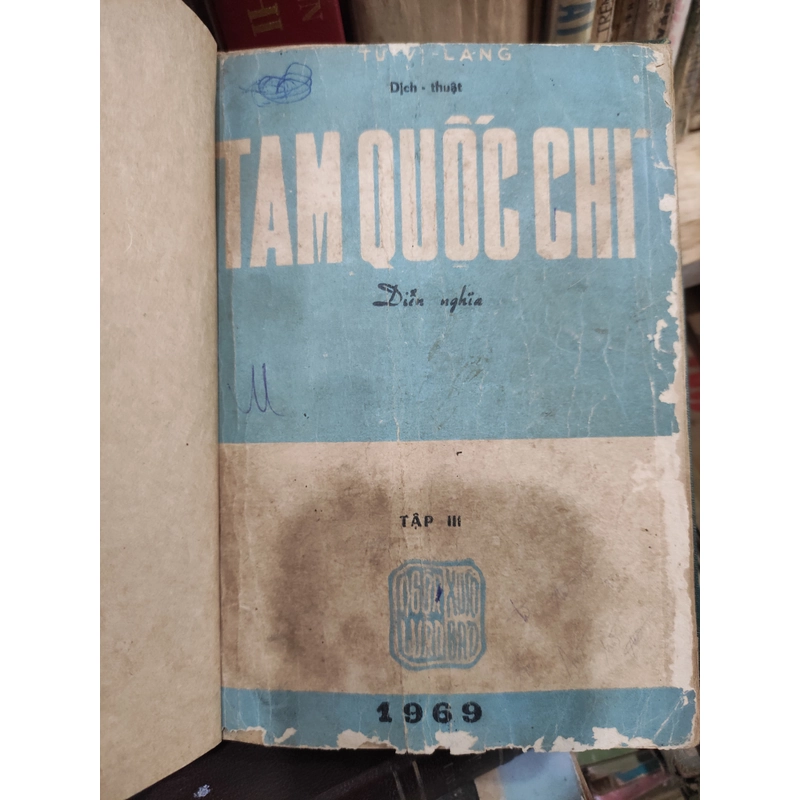 TỬ-VI-LANG
Dịch - thuật
TAM QUỐC CHÍ
Diễn nghĩa
TẬP III
1969